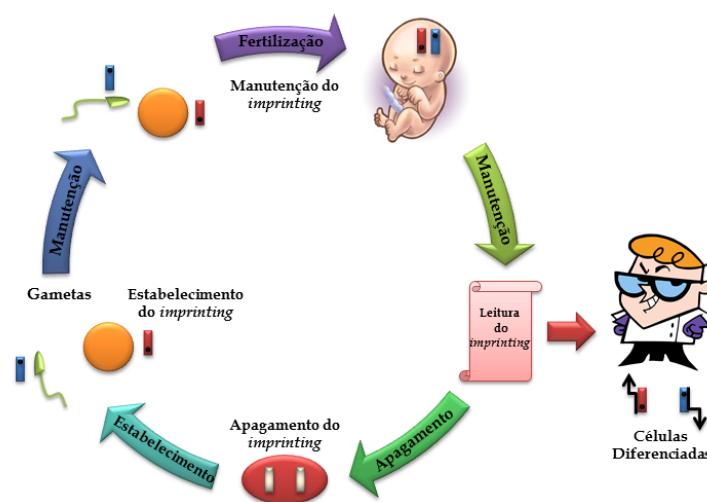 Fertilização
Manutenção do
imprinting
Manutenção
Leitura
do
imprinting
Células
Diferenciadas
Apagamento
Apagamento do
imprinting
Estabelecimento
Estabelecimento
do imprinting
Gametas
Manutenção